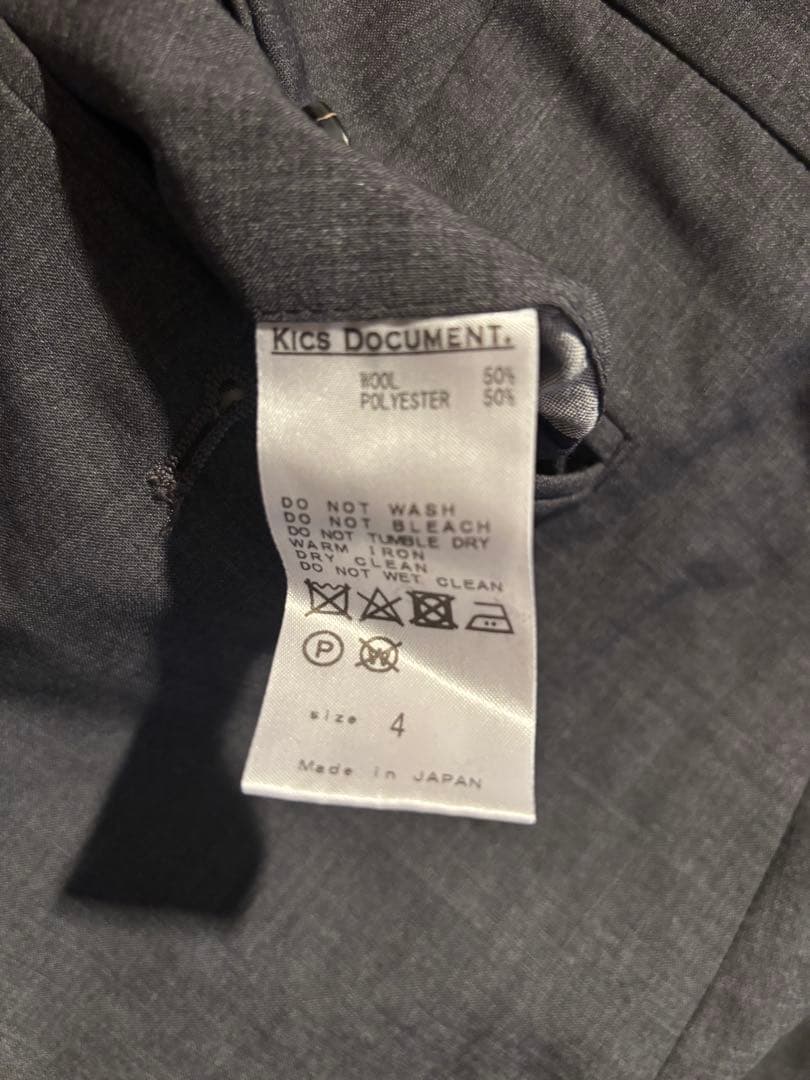 KICS DOCUMENT.
WOOL 50%
POLYESTER 50%
DO NOT WASH
DO NOT BLEACH
DO NOT TUMBLE DRY
WARM IRON
DRY CLEAN
DO NOT WET CLEAN
P W
size 4
Made in JAPAN